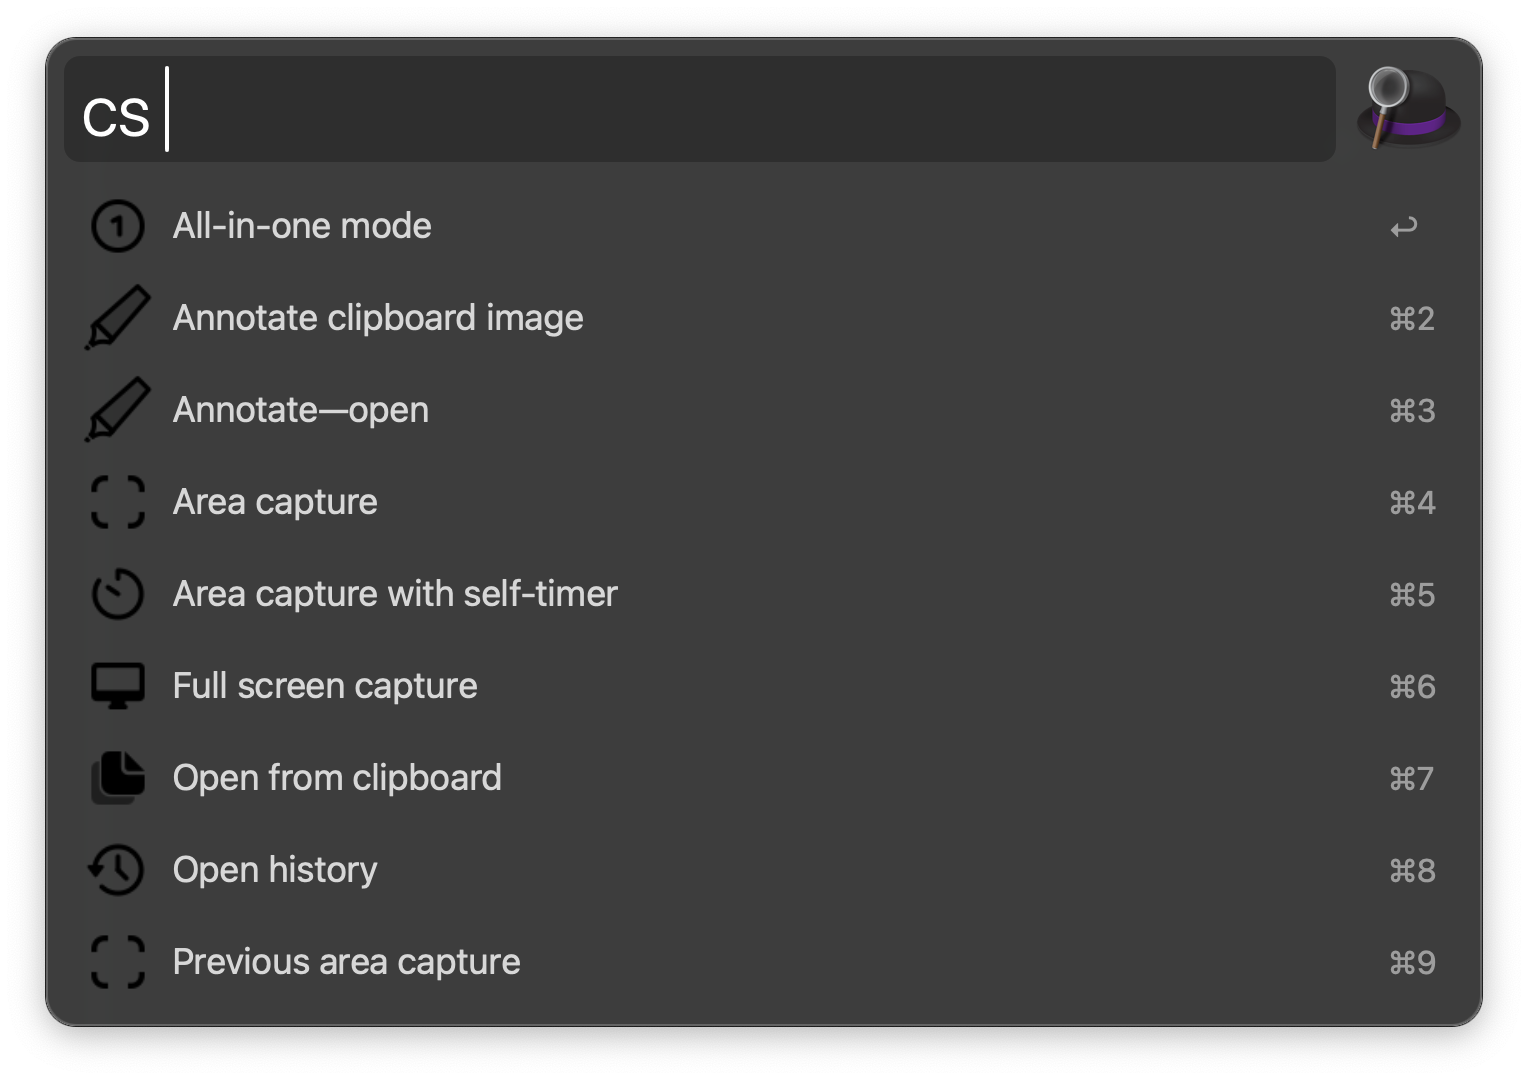 cs
1 All-in-one mode ↩
Annotate clipboard image ⌘2
Annotate—open ⌘3
Area capture ⌘4
Area capture with self-timer ⌘5
Full screen capture ⌘6
Open from clipboard ⌘7
Open history ⌘8
Previous area capture ⌘9